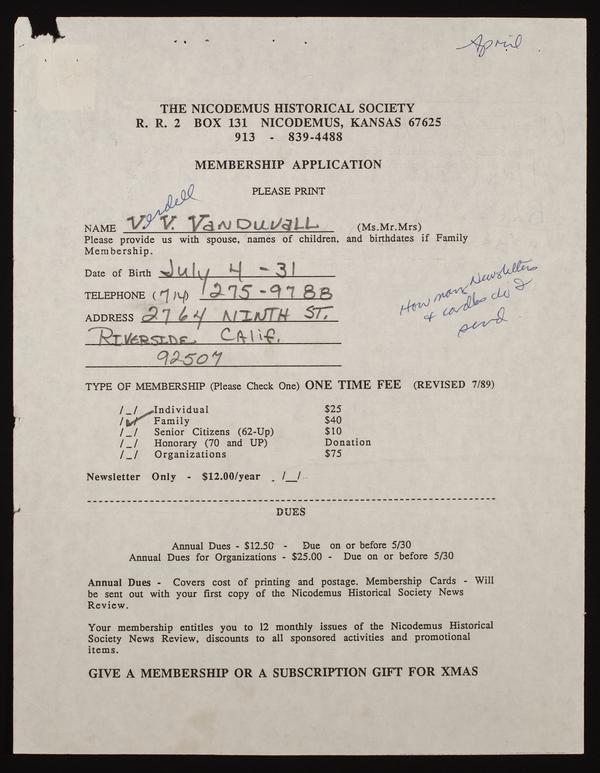 April
THE NICODEMUS HISTORICAL SOCIETY
R. R. 2 BOX 131 NICODEMUS, KANSAS 67625
913 - 839-4488
MEMBERSHIP APPLICATION
PLEASE PRINT
Verdell
NAME V. V. VANDUVALL (Ms.Mr.Mrs)
Please provide us with spouse, names of children, and birthdates if Family
Membership.
Date of Birth July 4 - 31
TELEPHONE (714) 275-9788
ADDRESS 2764 NINTH ST.
RIVERSIDE, CALif.
92507
How many Newsletters
& cards do I
send
TYPE OF MEMBERSHIP (Please Check One) ONE TIME FEE (REVISED 7/89)
/_/ Individual $25
/✓/ Family $40
/_/ Senior Citizens (62-Up) $10
/_/ Honorary (70 and UP) Donation
/_/ Organizations $75
Newsletter Only - $12.00/year . /_/
DUES
Annual Dues - $12.50 - Due on or before 5/30
Annual Dues for Organizations - $25.00 - Due on or before 5/30
Annual Dues - Covers cost of printing and postage. Membership Cards - Will
be sent out with your first copy of the Nicodemus Historical Society News
Review.
Your membership entitles you to 12 monthly issues of the Nicodemus Historical
Society News Review, discounts to all sponsored activities and promotional
items.
GIVE A MEMBERSHIP OR A SUBSCRIPTION GIFT FOR XMAS